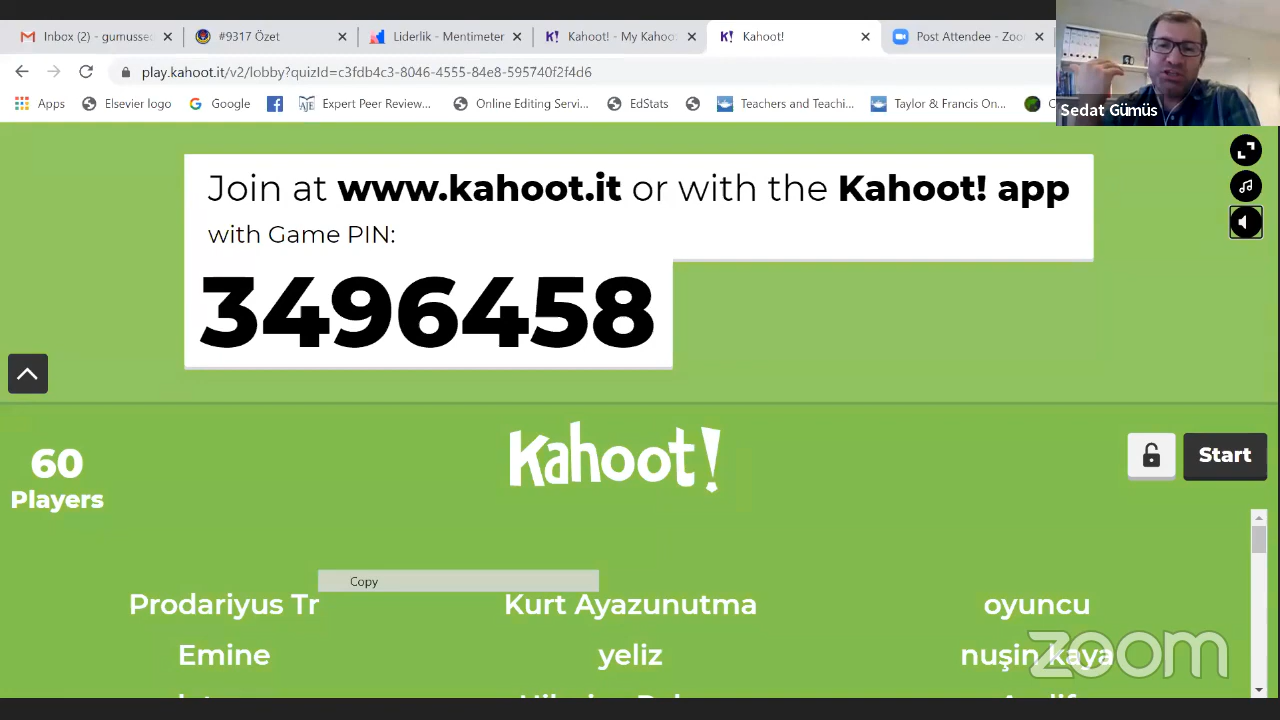 Inbox (2) - gumussec
#9317 Özet
Liderlik - Mentimeter
Kahoot! - My Kahoo
Kahoot!
Post Attendee - Zoo
play.kahoot.it/v2/lobby?quizId=c3fdb4c3-8045-4555-84e8-595740f2f4d6
Apps
Elsevier logo
Google
Expert Peer Review...
Online Editing Servi...
EdStats
Teachers and Teachi...
Taylor & Francis On...
Sedat Gümüs
Join at www.kahoot.it or with the Kahoot! app
with Game PIN:
3496458
60
Players
Kahoot!
Start
Copy
Prodariyus Tr
Kurt Ayazunutma
oyuncu
Emine
yeliz
nuşin kaya
zoom